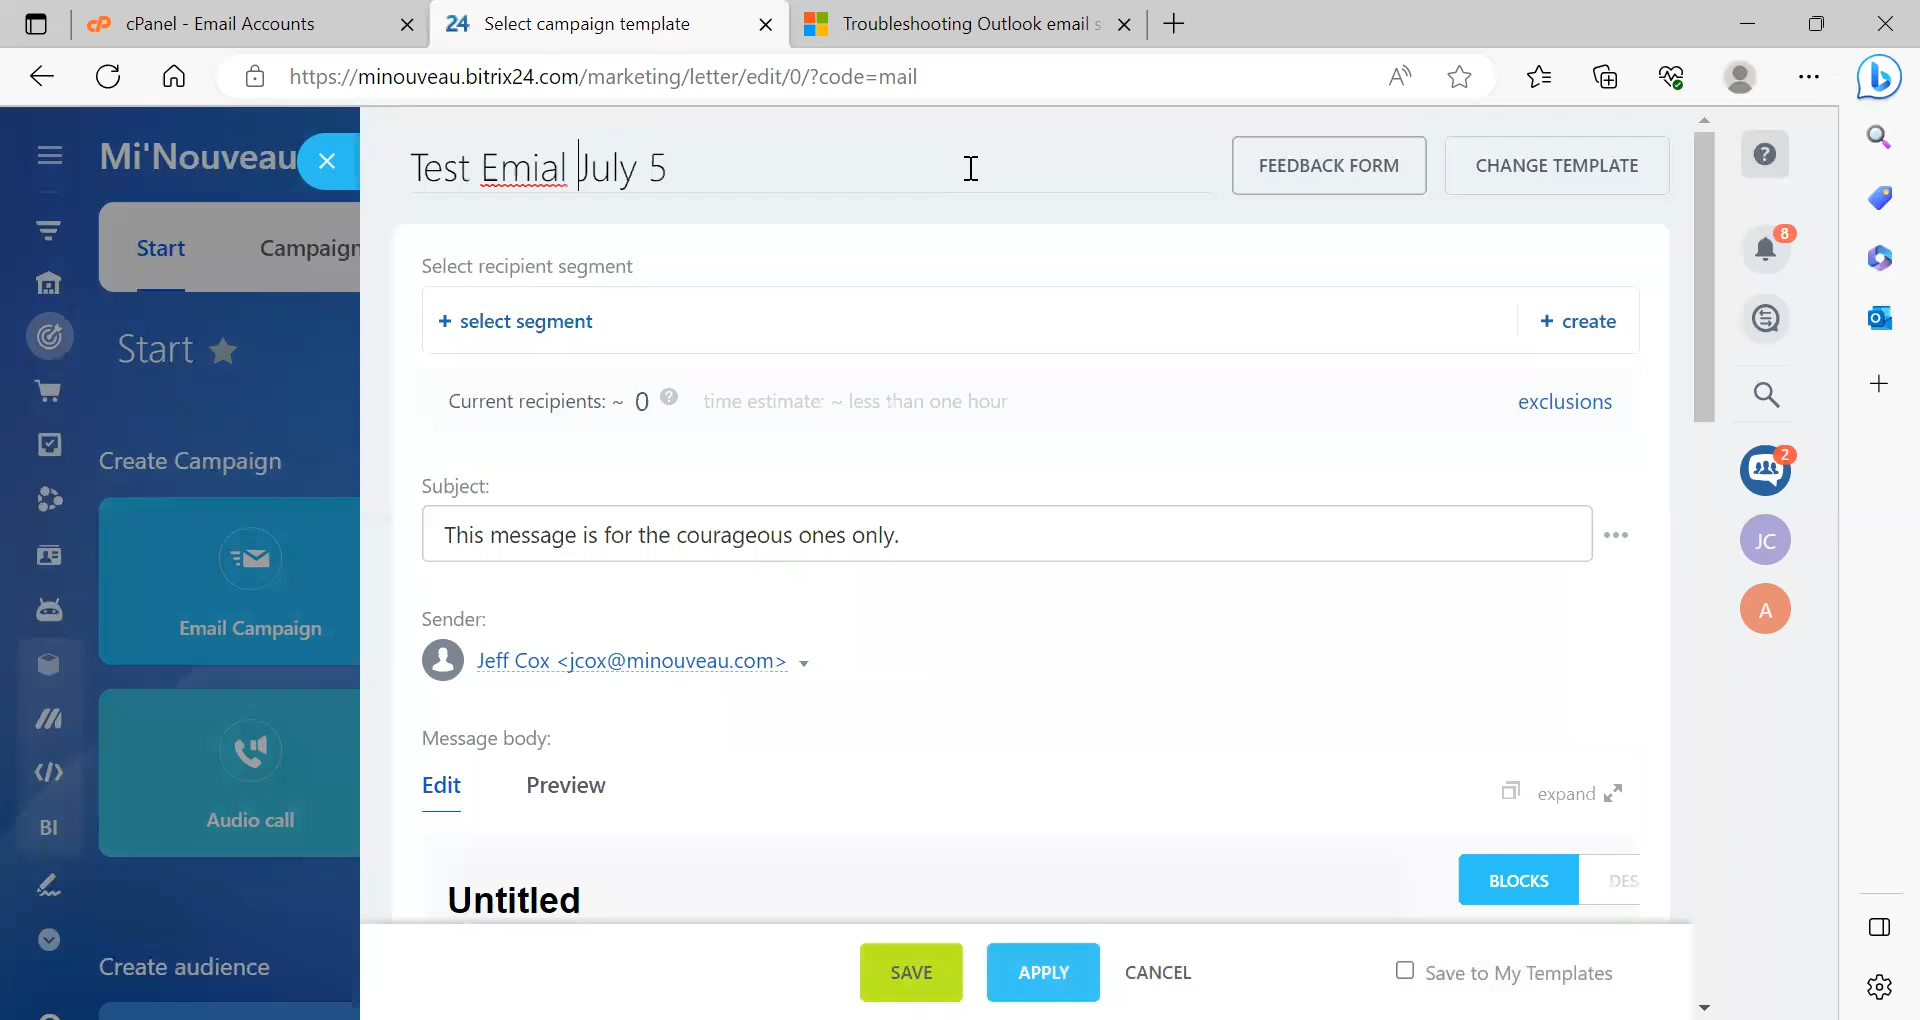 cPanel - Email Accounts
24 Select campaign template
Troubleshooting Outlook email s
https://minouveau.bitrix24.com/marketing/letter/edit/0/?code=mail
Mi'Nouveau
Test Emial July 5
FEEDBACK FORM
CHANGE TEMPLATE
Start
Campaign
8
Select recipient segment
+ select segment
+ create
Start
Current recipients: ~ 0
time estimate: ~ less than one hour
exclusions
2
Create Campaign
Subject:
This message is for the courageous ones only.
JC
Email Campaign
Sender:
Jeff Cox <jcox@minouveau.com>
A
Message body:
Edit
Preview
expand
Audio call
BI
Untitled
BLOCKS
DES
Create audience
SAVE
APPLY
CANCEL
Save to My Templates